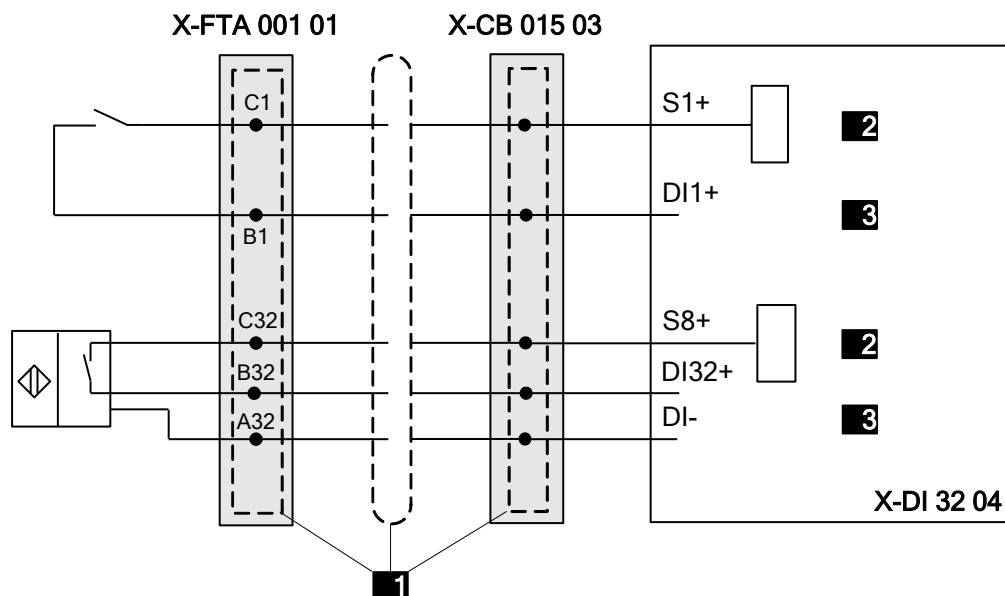 X-FTA 001 01 X-CB 015 03
C1 S1+ 2
B1 DI1+ 3
C32 S8+ 2
B32 DI32+
A32 DI- 3
X-DI 32 04
1